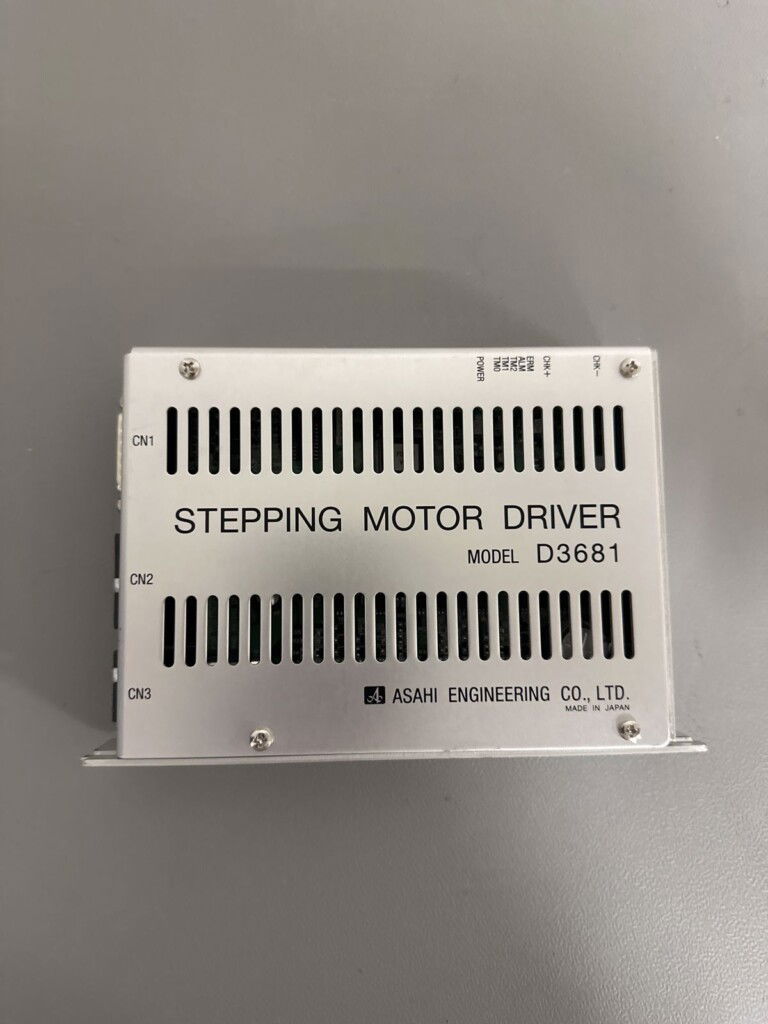 POWER
TM0
TM1
TM2
ALM
ERM
CHK+
CHK-
CN1
STEPPING MOTOR DRIVER
MODEL D3681
CN2
CN3
A ASAHI ENGINEERING CO., LTD.
MADE IN JAPAN